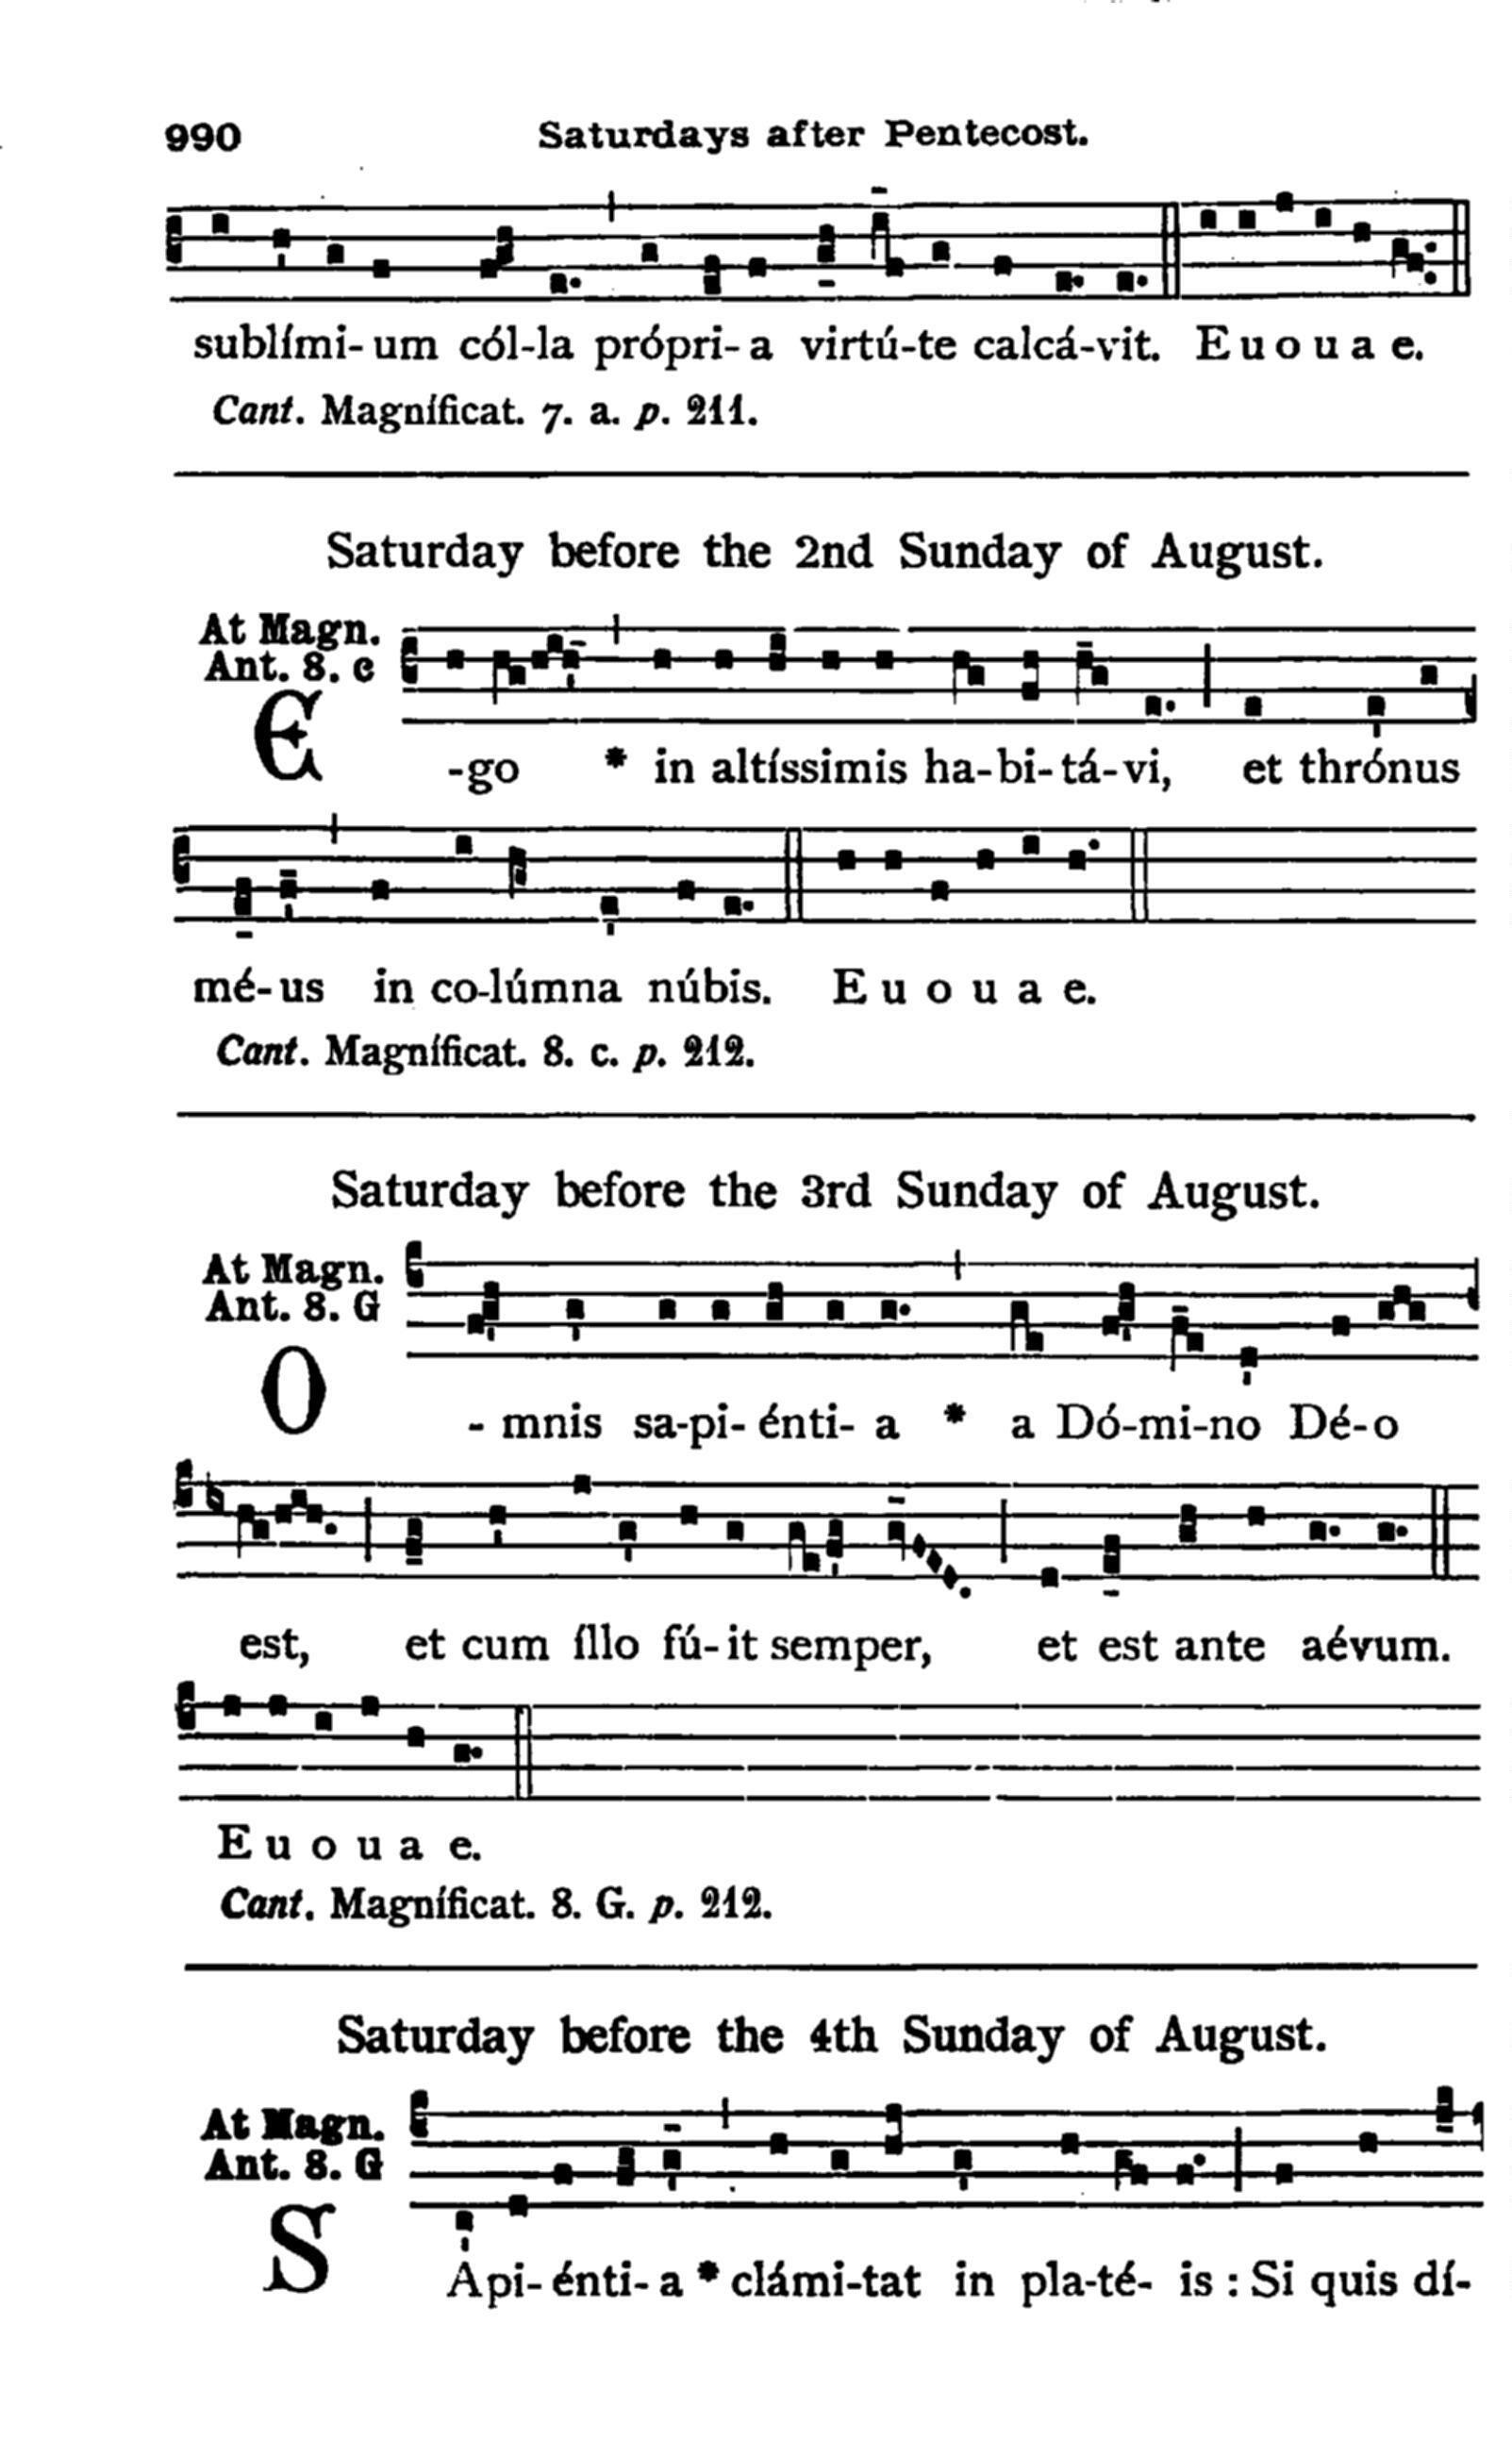 990 Saturdays after Pentecost.
sublími- um cól-la própri- a virtú-te calcá-vit. E u o u a e.
Cant. Magníficat. 7. a. p. 211.
Saturday before the 2nd Sunday of August.
At Magn.
Ant. 8. c
E -go * in altíssimis ha-bi-tá-vi, et thrónus
mé-us in co-lúmna núbis. E u o u a e.
Cant. Magníficat. 8. c. p. 212.
Saturday before the 3rd Sunday of August.
At Magn.
Ant. 8. G
O - mnis sa-pi- énti- a * a Dó-mi-no Dé-o
est, et cum íllo fú-it semper, et est ante aévum.
E u o u a e.
Cant. Magníficat. 8. G. p. 212.
Saturday before the 4th Sunday of August.
At Magn.
Ant. 8. G
S Api- énti- a * clámi-tat in pla-té- is : Si quis dí-